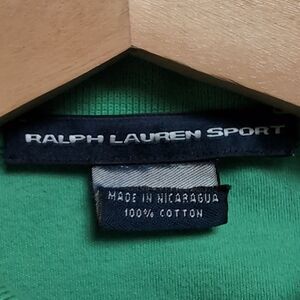 RALPH LAUREN SPORT
MADE IN NICARAGUA
100% COTTON